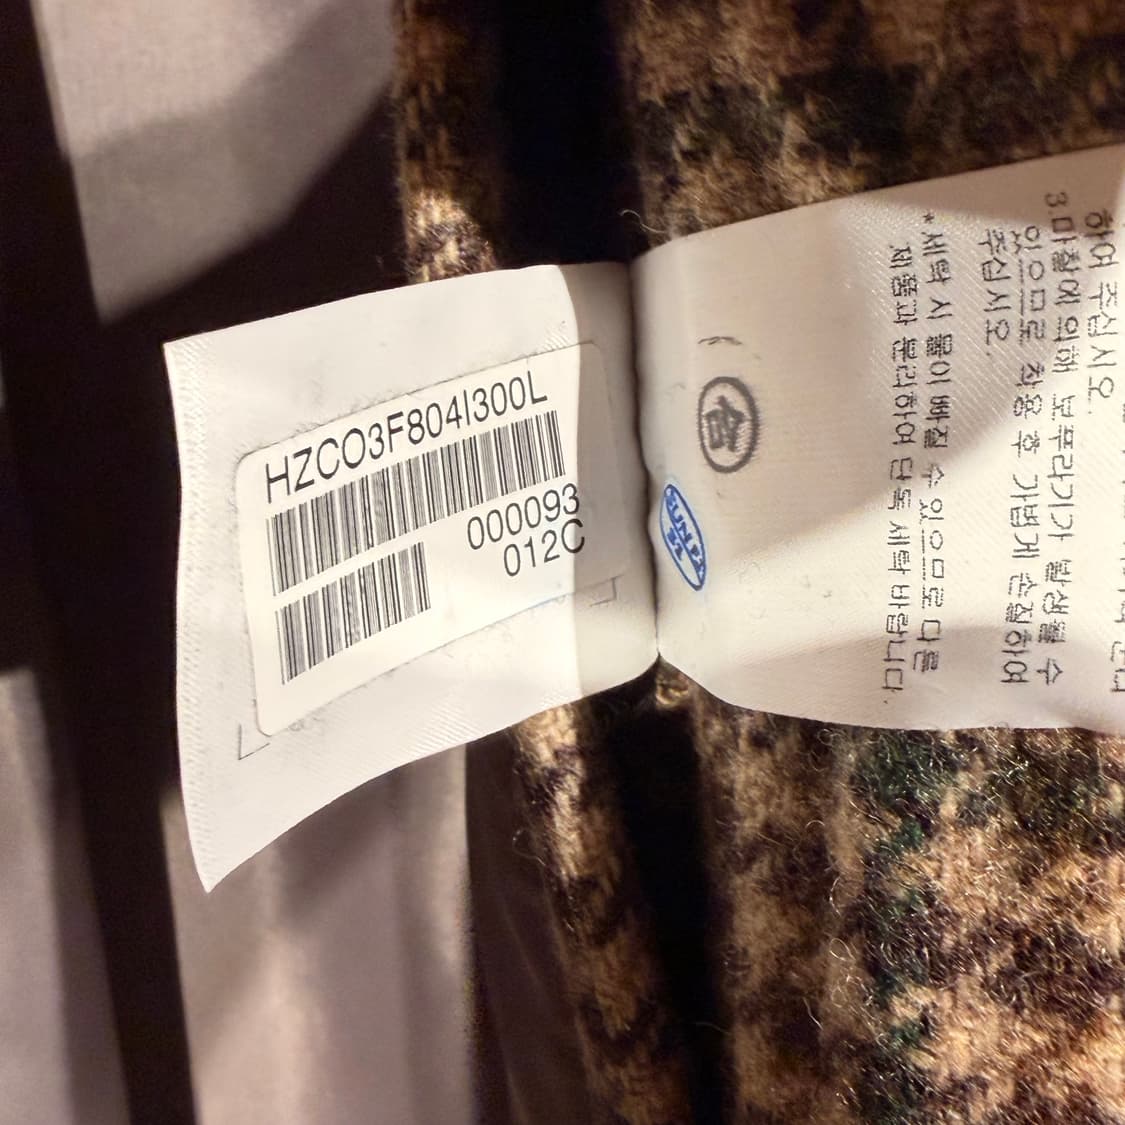 HZCO3F804I300L
000093
012C
合
SUNPA
하여 주십시오.
3.마찰에 의해 보푸라기가 발생될 수
있으므로 착용 후 가볍게 손질하여
주십시오.
*세탁 시 물이 빠질 수 있으므로 다른
제품과 분리하여 단독 세탁 바랍니다.